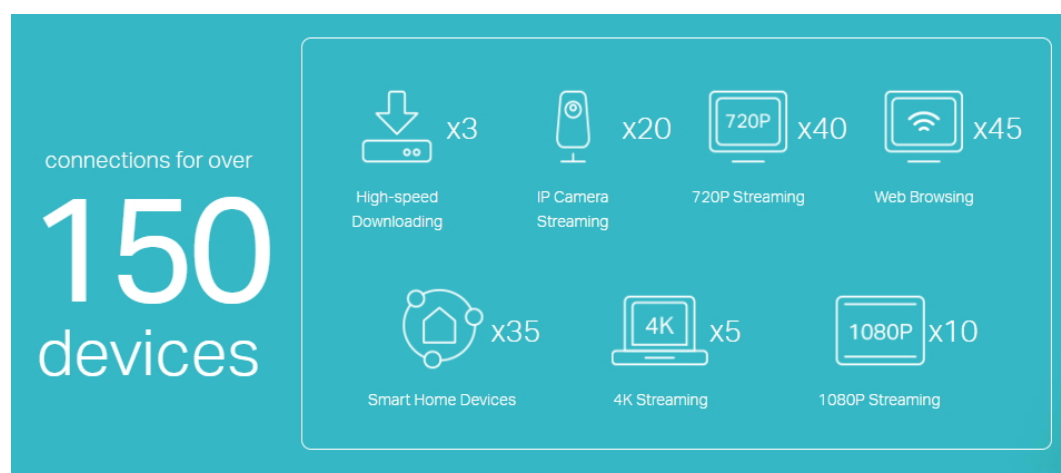 connections for over
150
devices
x3
High-speed
Downloading
x20
IP Camera
Streaming
720P
x40
720P Streaming
x45
Web Browsing
x35
Smart Home Devices
4K
x5
4K Streaming
1080P
x10
1080P Streaming